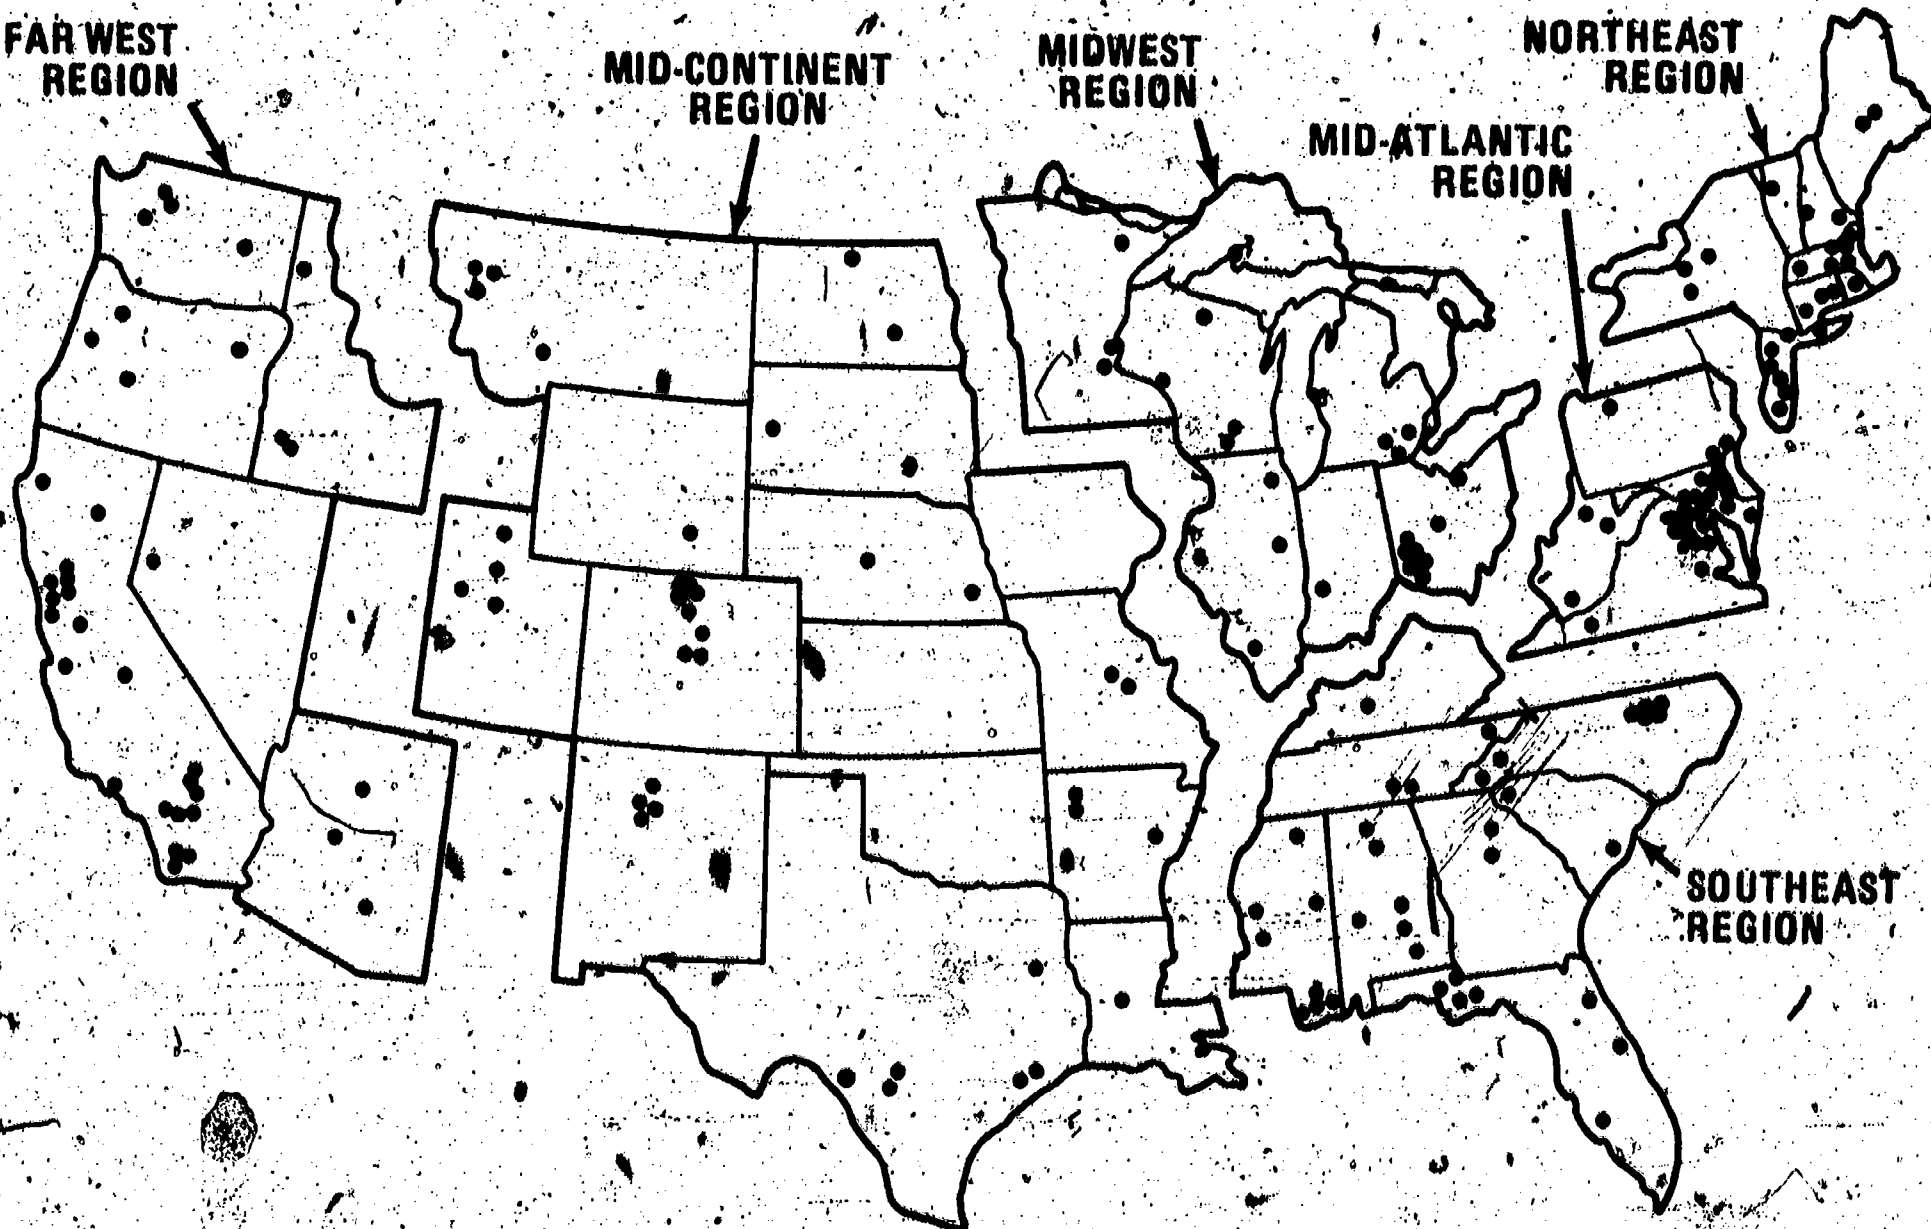 FAR WEST
REGION
MID-CONTINENT
REGION
MIDWEST
REGION
NORTHEAST
REGION
MID-ATLANTIC
REGION
SOUTHEAST
REGION